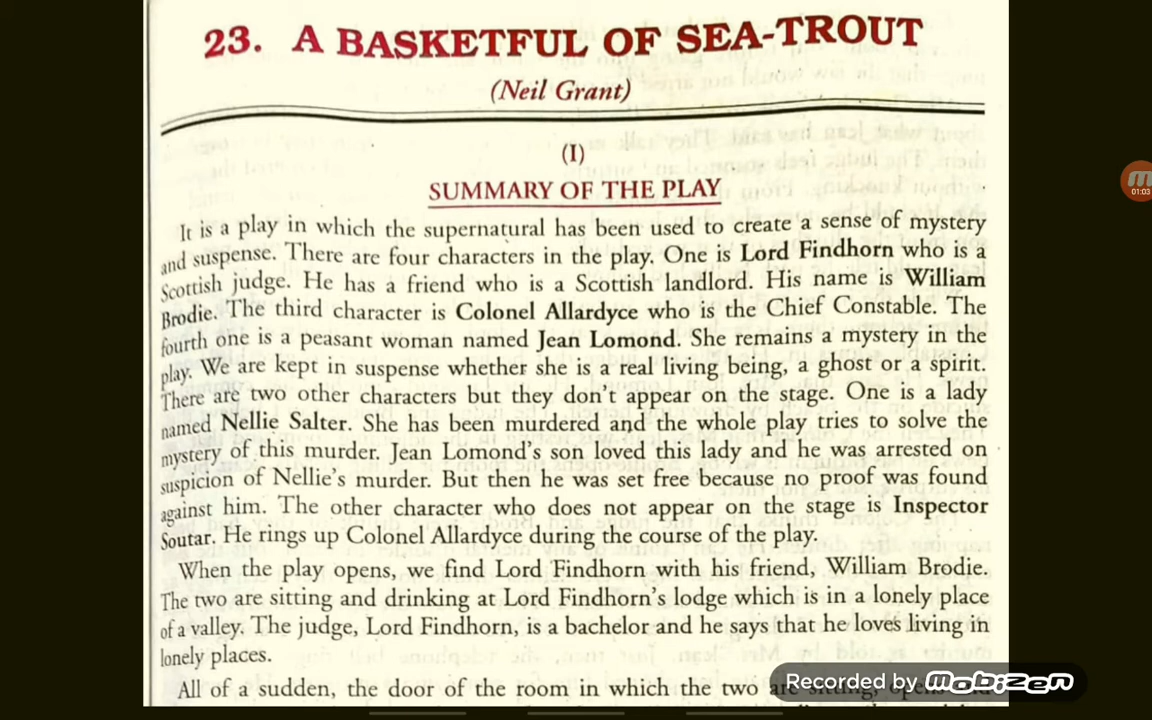 23. A BASKETFUL OF SEA-TROUT
(Neil Grant)
(I)
SUMMARY OF THE PLAY
It is a play in which the supernatural has been used to create a sense of mystery
and suspense. There are four characters in the play. One is Lord Findhorn who is a
Scottish judge. He has a friend who is a Scottish landlord. His name is William
Brodie. The third character is Colonel Allardyce who is the Chief Constable. The
fourth one is a peasant woman named Jean Lomond. She remains a mystery in the
play. We are kept in suspense whether she is a real living being, a ghost or a spirit.
There are two other characters but they don't appear on the stage. One is a lady
named Nellie Salter. She has been murdered and the whole play tries to solve the
mystery of this murder. Jean Lomond's son loved this lady and he was arrested on
suspicion of Nellie's murder. But then he was set free because no proof was found
against him. The other character who does not appear on the stage is Inspector
Soutar. He rings up Colonel Allardyce during the course of the play.
When the play opens, we find Lord Findhorn with his friend, William Brodie.
The two are sitting and drinking at Lord Findhorn's lodge which is in a lonely place
of a valley. The judge, Lord Findhorn, is a bachelor and he says that he loves living in
lonely places.
All of a sudden, the door of the room in which the two are sitting, opens
Recorded by mobizen
01:03